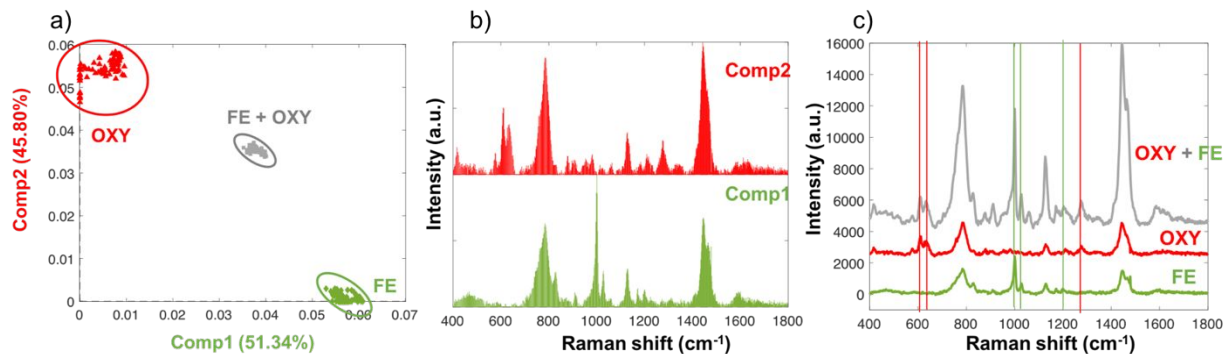 a)
0.06
0.05
0.04
0.03
0.02
0.01
0
Comp2 (45.80%)
OXY
FE + OXY
FE
0 0.01 0.02 0.03 0.04 0.05 0.06 0.07
Comp1 (51.34%)
b)
Intensity (a.u.)
Comp2
Comp1
400 600 800 1000 1200 1400 1600 1800
Raman shift (cm-1)
c)
16000
14000
12000
10000
8000
6000
4000
2000
0
Intensity (a.u.)
OXY + FE
OXY
FE
400 800 1000 1400 1600 1800
Raman shift (cm-1)